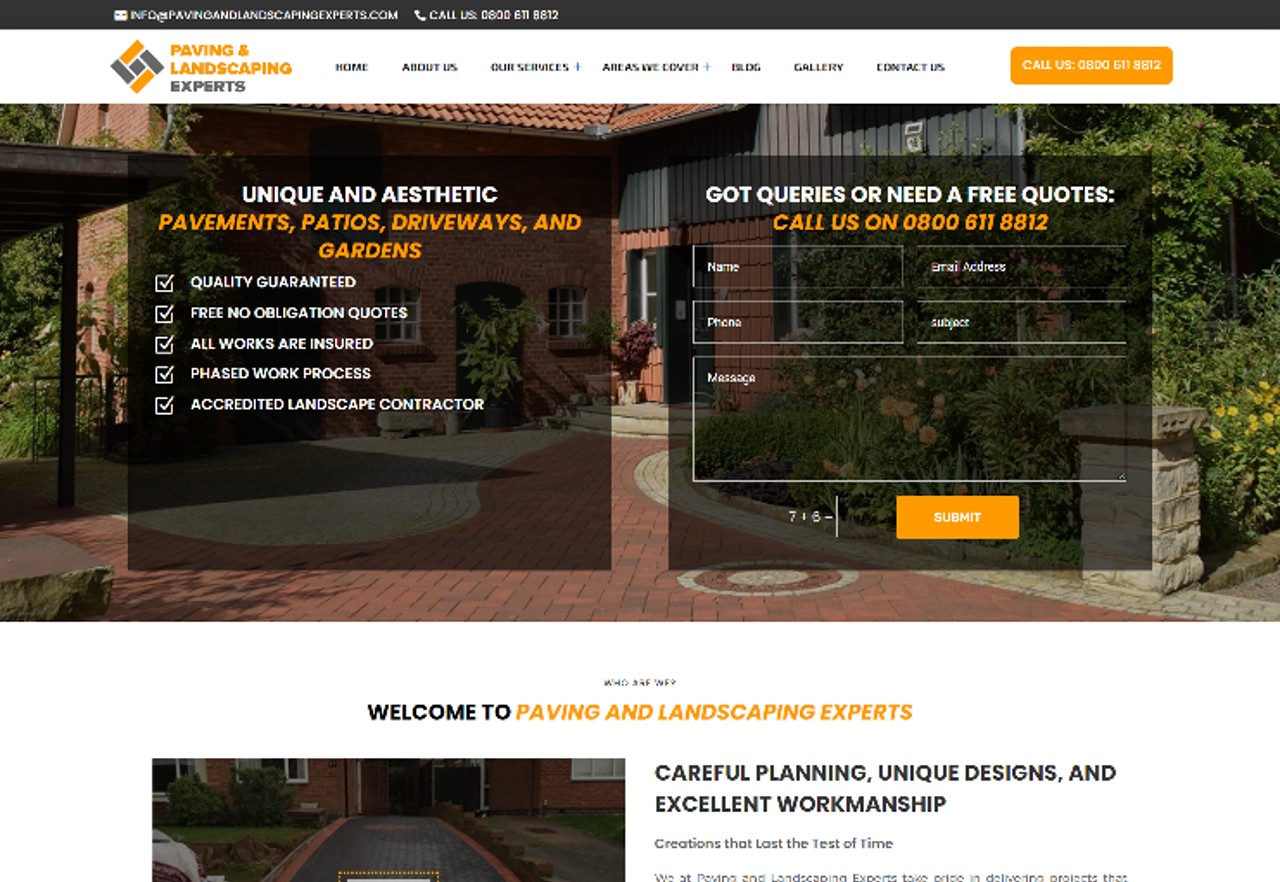 INFO@PAVINGANDLANDSCAPINGEXPERTS.COM CALL US: 0800 611 8812
PAVING &
LANDSCAPING
EXPERTS
HOME ABOUT US OUR SERVICES + AREAS WE COVER + BLOG GALLERY CONTACT US
CALL US: 0800 611 8812
UNIQUE AND AESTHETIC
PAVEMENTS, PATIOS, DRIVEWAYS, AND
GARDENS
QUALITY GUARANTEED
FREE NO OBLIGATION QUOTES
ALL WORKS ARE INSURED
PHASED WORK PROCESS
ACCREDITED LANDSCAPE CONTRACTOR
GOT QUERIES OR NEED A FREE QUOTES:
CALL US ON 0800 611 8812
Name Email Address
Phone subject
Message
7 + 6 =
SUBMIT
WHO ARE WE?
WELCOME TO PAVING AND LANDSCAPING EXPERTS
CAREFUL PLANNING, UNIQUE DESIGNS, AND
EXCELLENT WORKMANSHIP
Creations that Last the Test of Time
We at Paving and Landscaping Experts take pride in delivering projects that